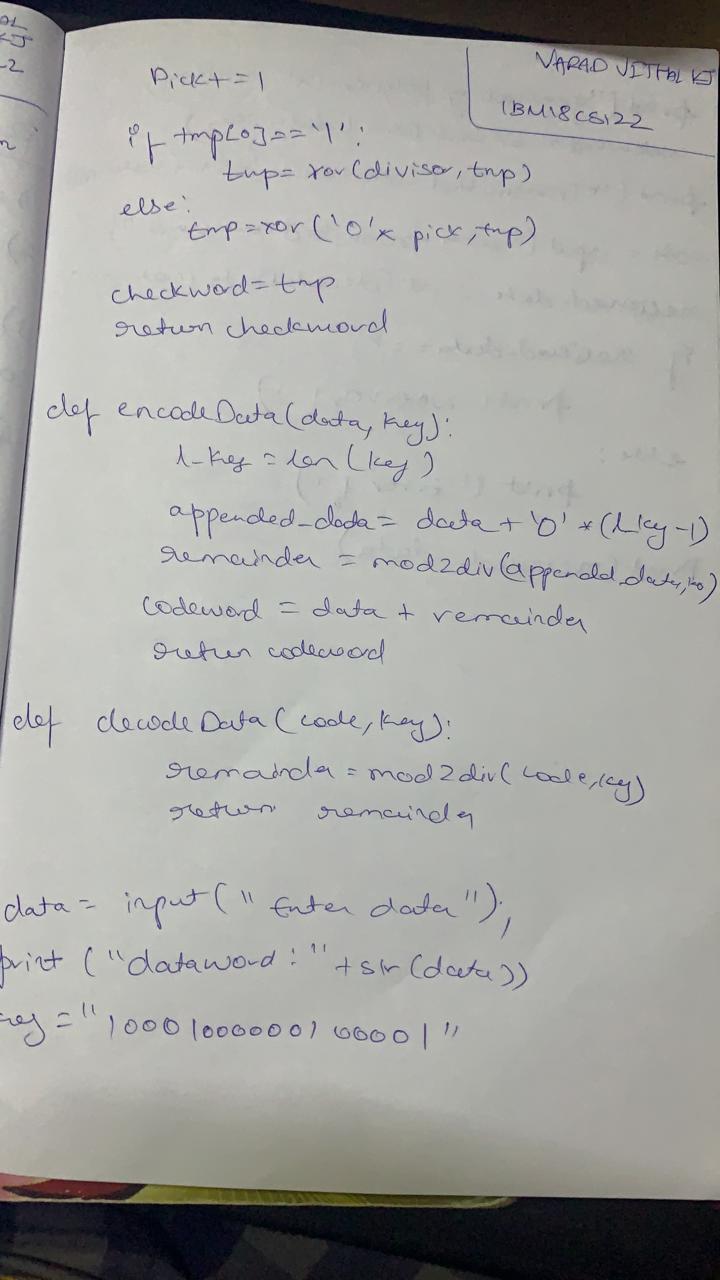 VARAD VITHAL KJ
1BM18CS122
-2
Pick+=1
if tmp[0]=='1':
tmp= xor(divisor,tmp)
else:
tmp=xor('0'* pick,tmp)
checkword=tmp
return checkword
def encodeData(data, key):
l-key = len(key)
appended_data= data + '0' * (l_key -1)
remainder = mod2div(appended_data,
codeword = data + remainder
return codeword
def decodeData(code, key):
remainder = mod2div(code, key)
return remainder
data = input(" Enter data");
print ("dataword:"+str(data))
key="10001000000100001"